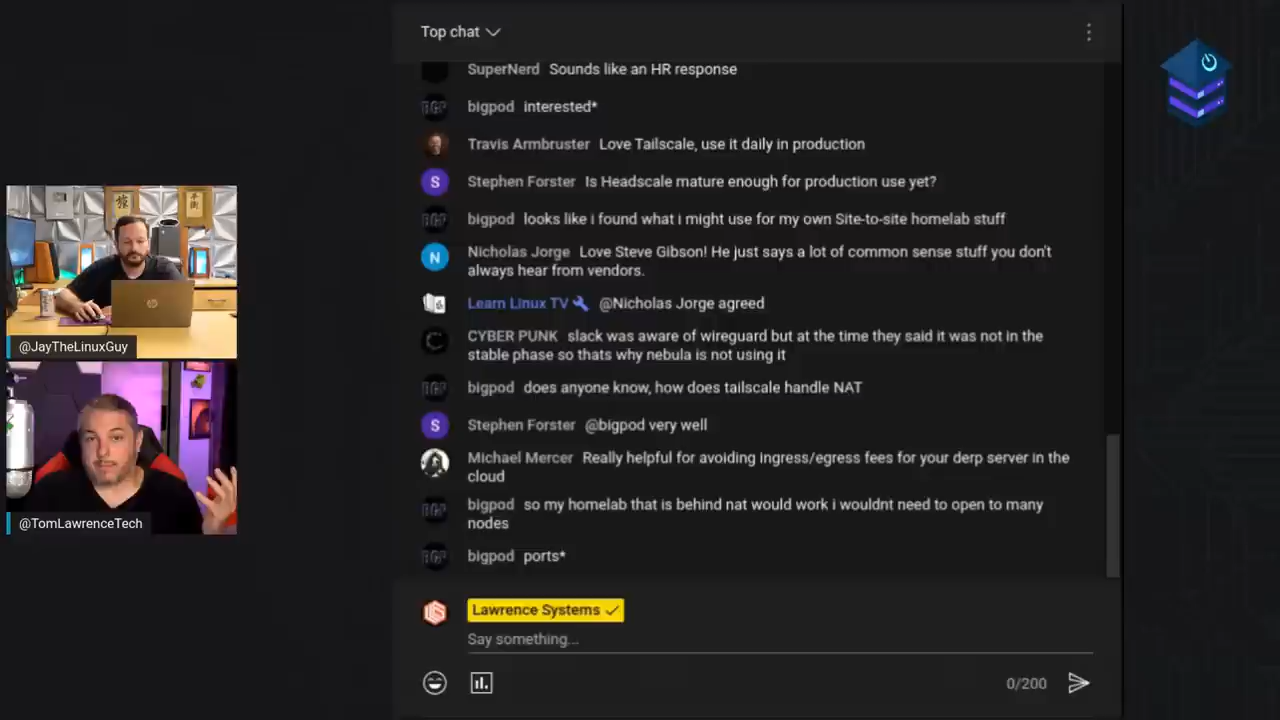 Top chat
SuperNerd Sounds like an HR response
bigpod interested*
Travis Armbruster Love Tailscale, use it daily in production
Stephen Forster Is Headscale mature enough for production use yet?
bigpod looks like i found what i might use for my own Site-to-site homelab stuff
Nicholas Jorge Love Steve Gibson! He just says a lot of common sense stuff you don't
always hear from vendors.
Learn Linux TV @Nicholas Jorge agreed
CYBER PUNK slack was aware of wireguard but at the time they said it was not in the
stable phase so thats why nebula is not using it
bigpod does anyone know, how does tailscale handle NAT
Stephen Forster @bigpod very well
Michael Mercer Really helpful for avoiding ingress/egress fees for your derp server in the
cloud
bigpod so my homelab that is behind nat would work i wouldnt need to open to many
nodes
bigpod ports*
Lawrence Systems
Say something...
0/200
@JayTheLinuxGuy
@TomLawrenceTech
S
N
S
hp